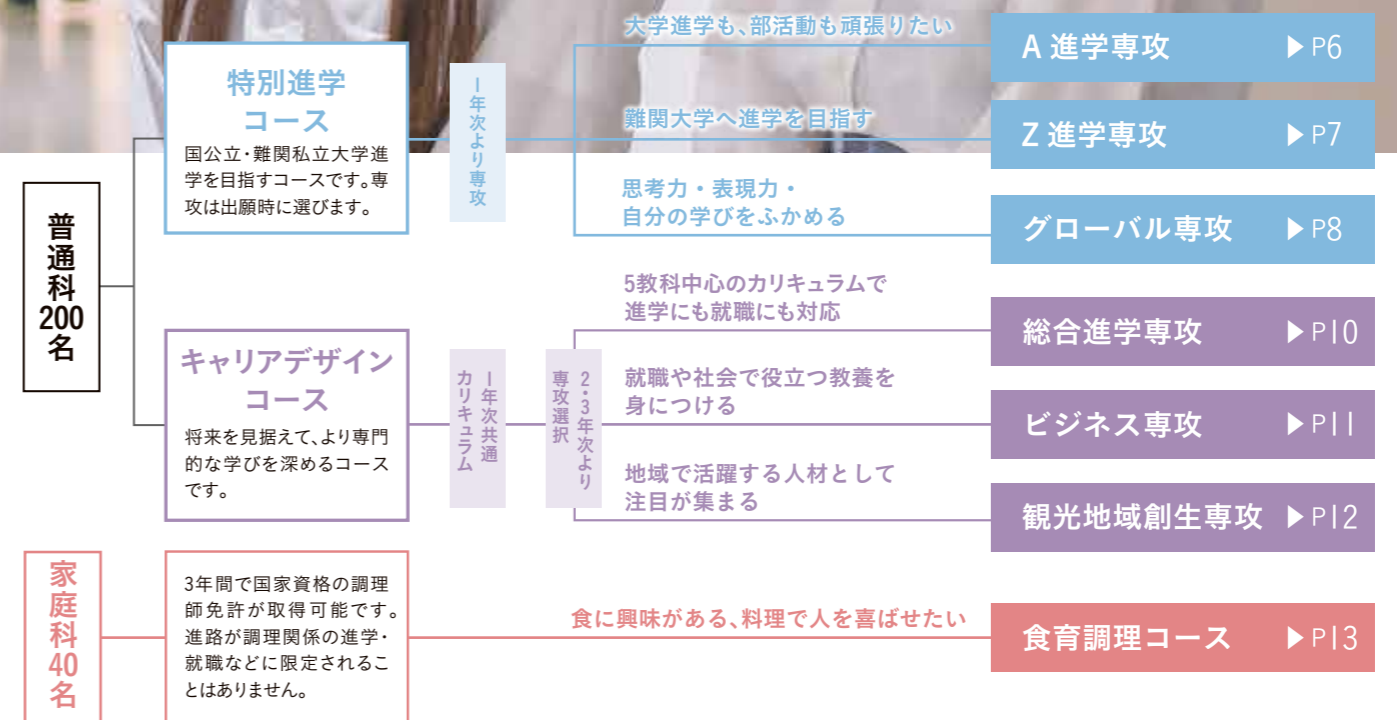 普通科200名
特別進学
コース
国公立・難関私立大学進
学を目指すコースです。専
攻は出願時に選びます。
1年次より専攻
大学進学も、部活動も頑張りたい
A 進学専攻 ▶P6
難関大学へ進学を目指す
Z 進学専攻 ▶P7
思考力・表現力・
自分の学びをふかめる
グローバル専攻 ▶P8
キャリアデザイン
コース
将来を見据えて、より専門
的な学びを深めるコース
です。
1年次共通
カリキュラム
2・3年次より
専攻選択
5教科中心のカリキュラムで
進学にも就職にも対応
総合進学専攻 ▶P10
就職や社会で役立つ教養を
身につける
ビジネス専攻 ▶P11
地域で活躍する人材として
注目が集まる
観光地域創生専攻 ▶P12
家庭科40名
3年間で国家資格の調理
師免許が取得可能です。
進路が調理関係の進学・
就職などに限定されるこ
とはありません。
食に興味がある、料理で人を喜ばせたい
食育調理コース ▶P13